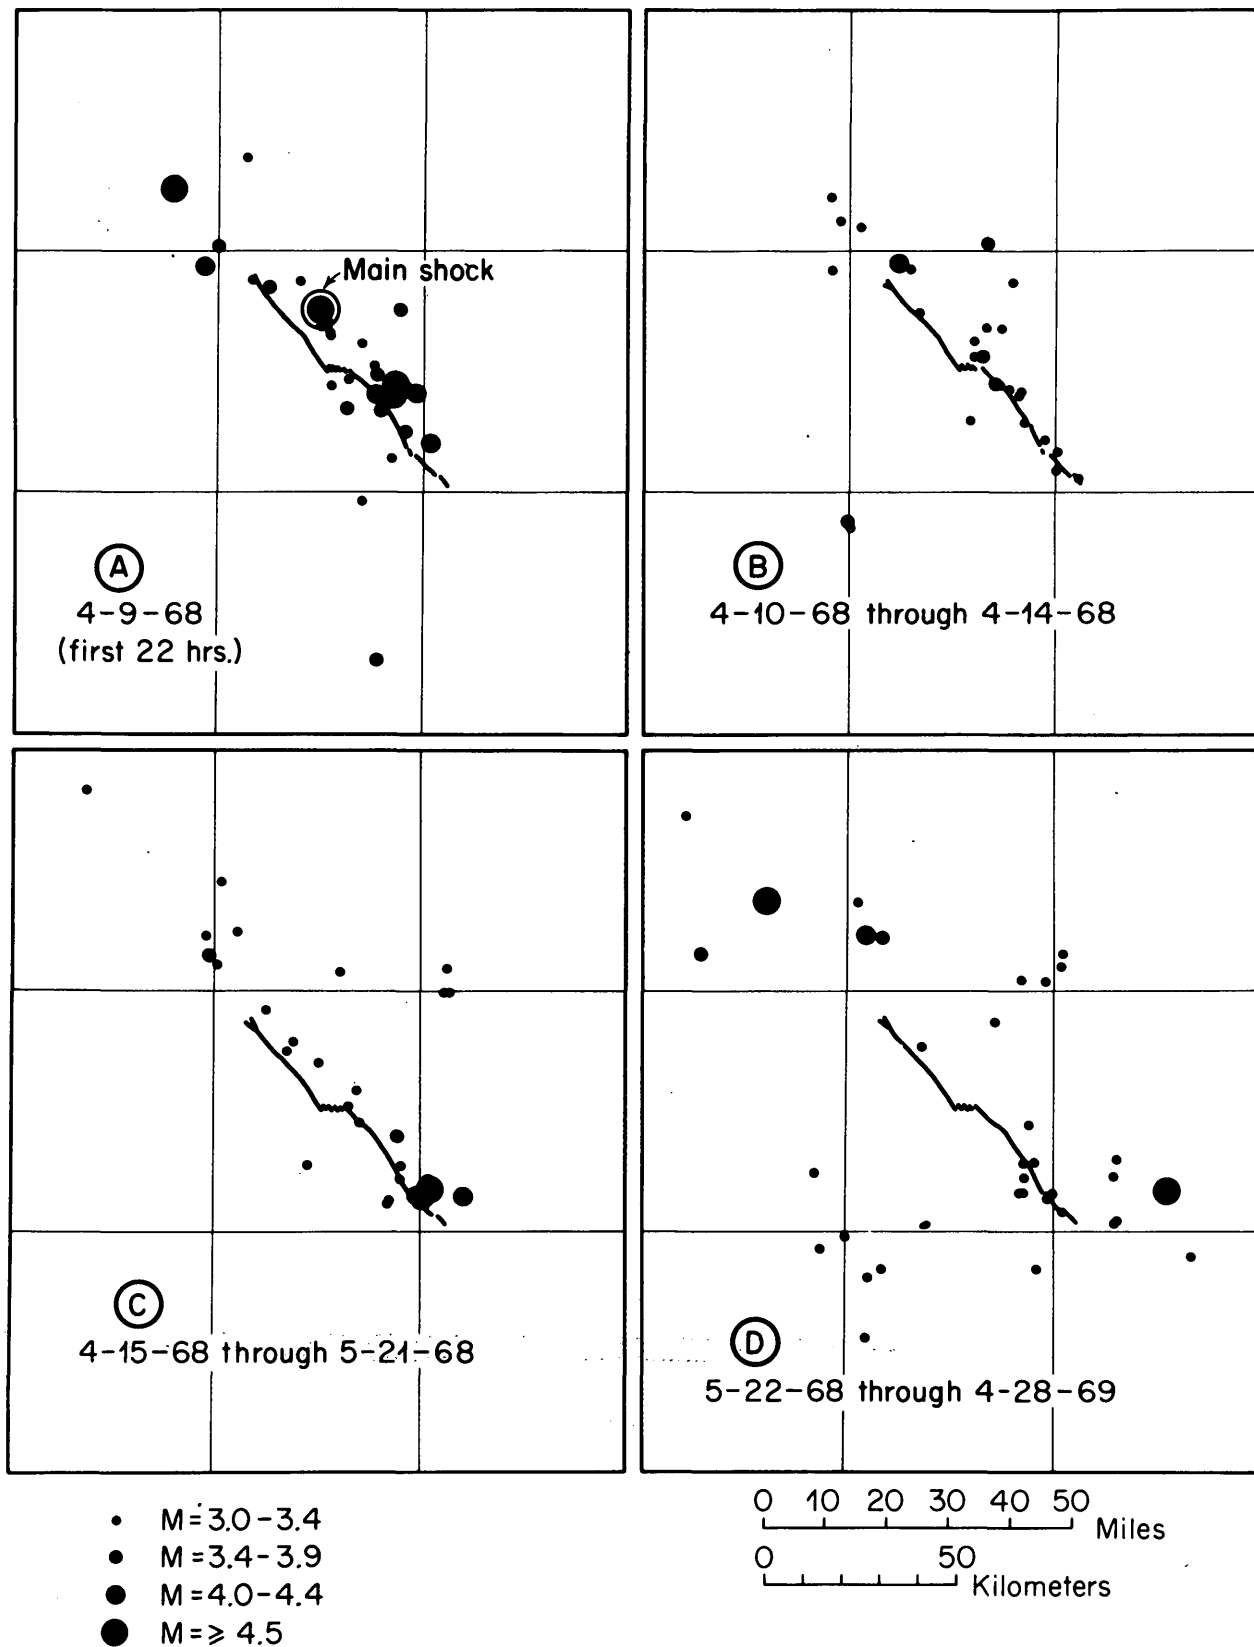 Main shock
A
4-9-68
(first 22 hrs.)
B
4-10-68 through 4-14-68
C
4-15-68 through 5-21-68
D
5-22-68 through 4-28-69
M=3.0-3.4
M=3.4-3.9
M=4.0-4.4
M=≥ 4.5
0 10 20 30 40 50
Miles
0 50
Kilometers